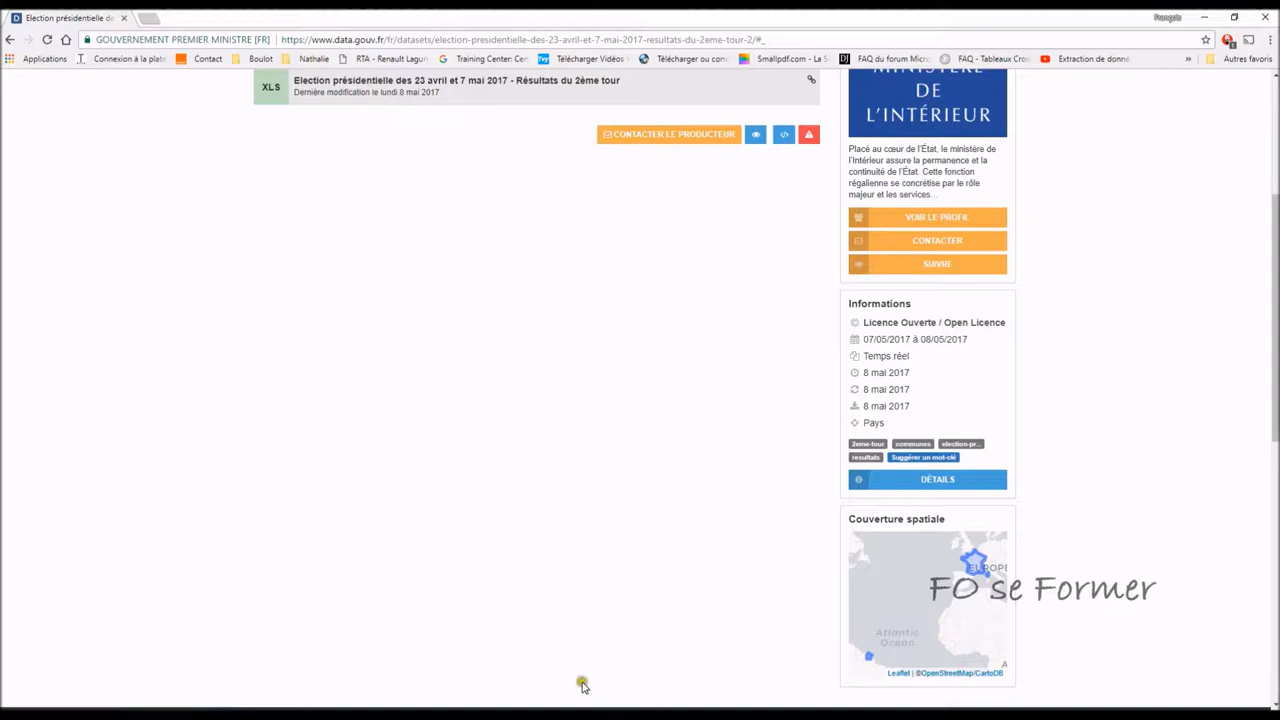 Election présidentielle de
François
GOUVERNEMENT PREMIER MINISTRE [FR]
https://www.data.gouv.fr/fr/datasets/election-presidentielle-des-23-avril-et-7-mai-2017-resultats-du-2eme-tour-2/#_
Applications
Connexion à la plate
Contact
Boulot
Nathalie
RTA - Renault Lagun
Training Center Cen
Télécharger Vidéos
Télécharger ou conv
Smallpdf.com - La S
FAQ du forum Micro
FAQ - Tableaux Croi
Extraction de donné
»
Autres favoris
XLS
Election présidentielle des 23 avril et 7 mai 2017 - Résultats du 2ème tour
Dernière modification le lundi 8 mai 2017
CONTACTER LE PRODUCTEUR
MINISTÈRE
DE
L'INTÉRIEUR
Placé au cœur de l'État, le ministère de
l'Intérieur assure la permanence et la
continuité de l'État. Cette fonction
régalienne se concrétise par le rôle
majeur et les services…
VOIR LE PROFIL
CONTACTER
SUIVRE
Informations
Licence Ouverte / Open Licence
07/05/2017 à 08/05/2017
Temps réel
8 mai 2017
8 mai 2017
8 mai 2017
Pays
2eme-tour communes election-pr...
resultats Suggérer un mot-clé
DÉTAILS
Couverture spatiale
EUROPE
FO se Former
Atlantic
Ocean
Leaflet | ©OpenStreetMap/CartoDB